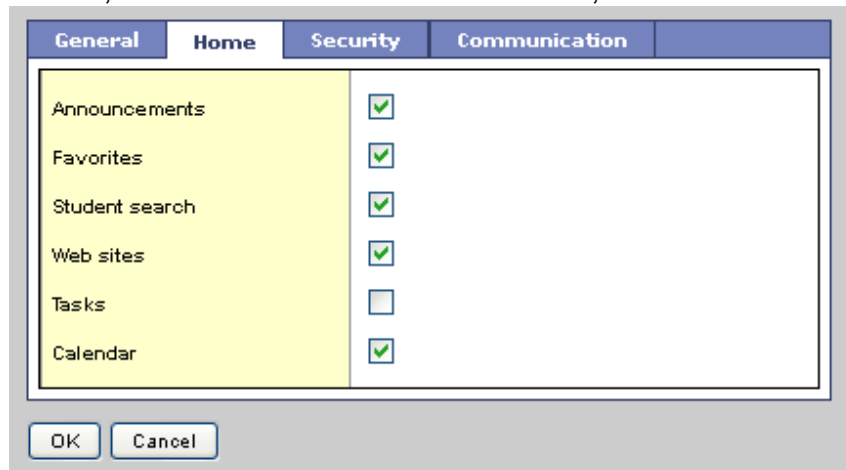 General Home Security Communication
Announcements
Favorites
Student search
Web sites
Tasks
Calendar
OK Cancel